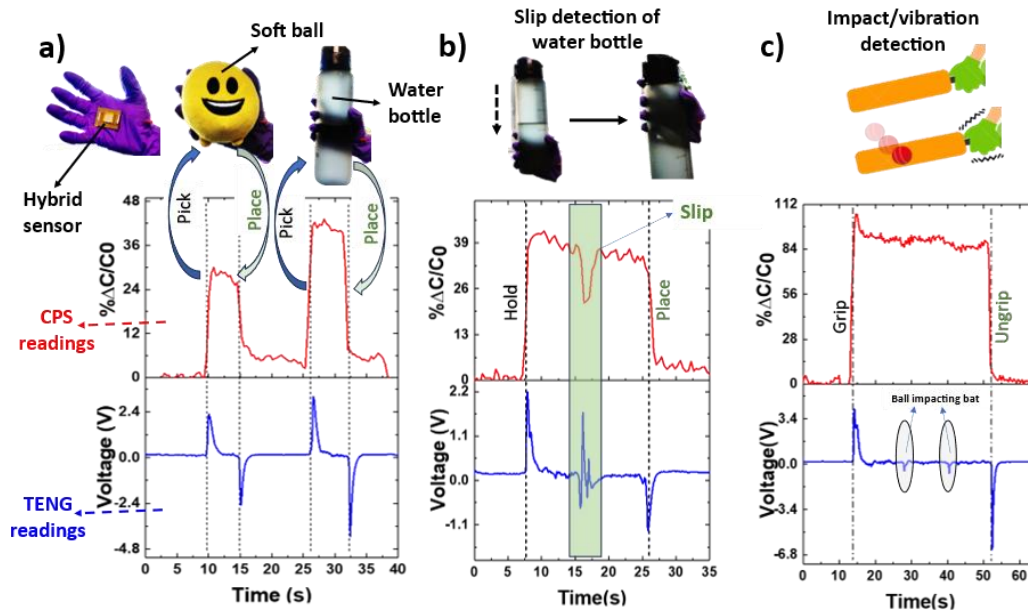 a)
Soft ball
Water
bottle
Hybrid
sensor
Pick
Place
Pick
Place
CPS
readings
TENG
readings
%ΔC/C0
48
36
24
12
0
Voltage (V)
2.4
0.0
-2.4
-4.8
0 5 10 15 20 25 30 35 40
Time (s)
b)
Slip detection of
water bottle
Slip
Hold
Place
%ΔC/C0
52
39
26
13
0
Voltage (V)
2.2
1.1
0.0
-1.1
0 5 10 15 20 25 30 35
Time(s)
c)
Impact/vibration
detection
Grip
Ungrip
%ΔC/C0
112
84
56
28
0
Ball impacting bat
Voltage(V)
3.4
0.0
-3.4
-6.8
0 10 20 30 40 50 60
Time(s)